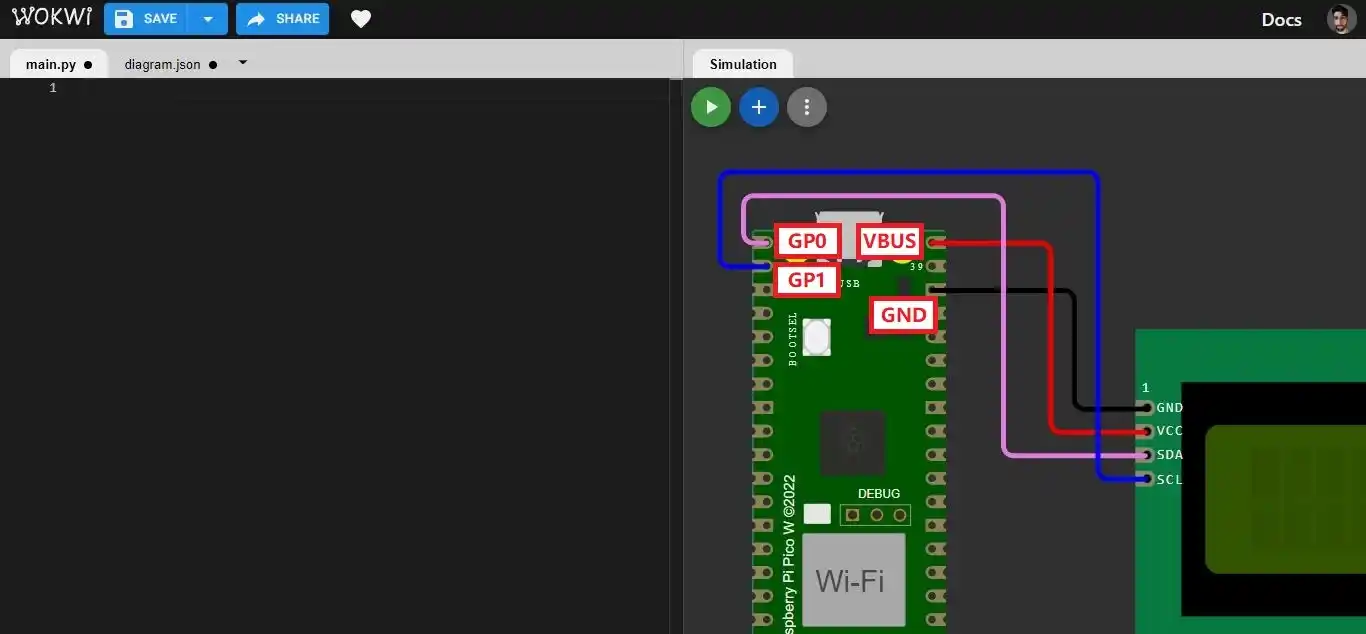 WOKWI SAVE SHARE Docs
main.py diagram.json Simulation
1
GP0 VBUS
39
GP1 USB
GND
BOOTSEL
1
GND
VCC
SDA
SCL
DEBUG
spberry Pi Pico W ©2022
Wi-Fi